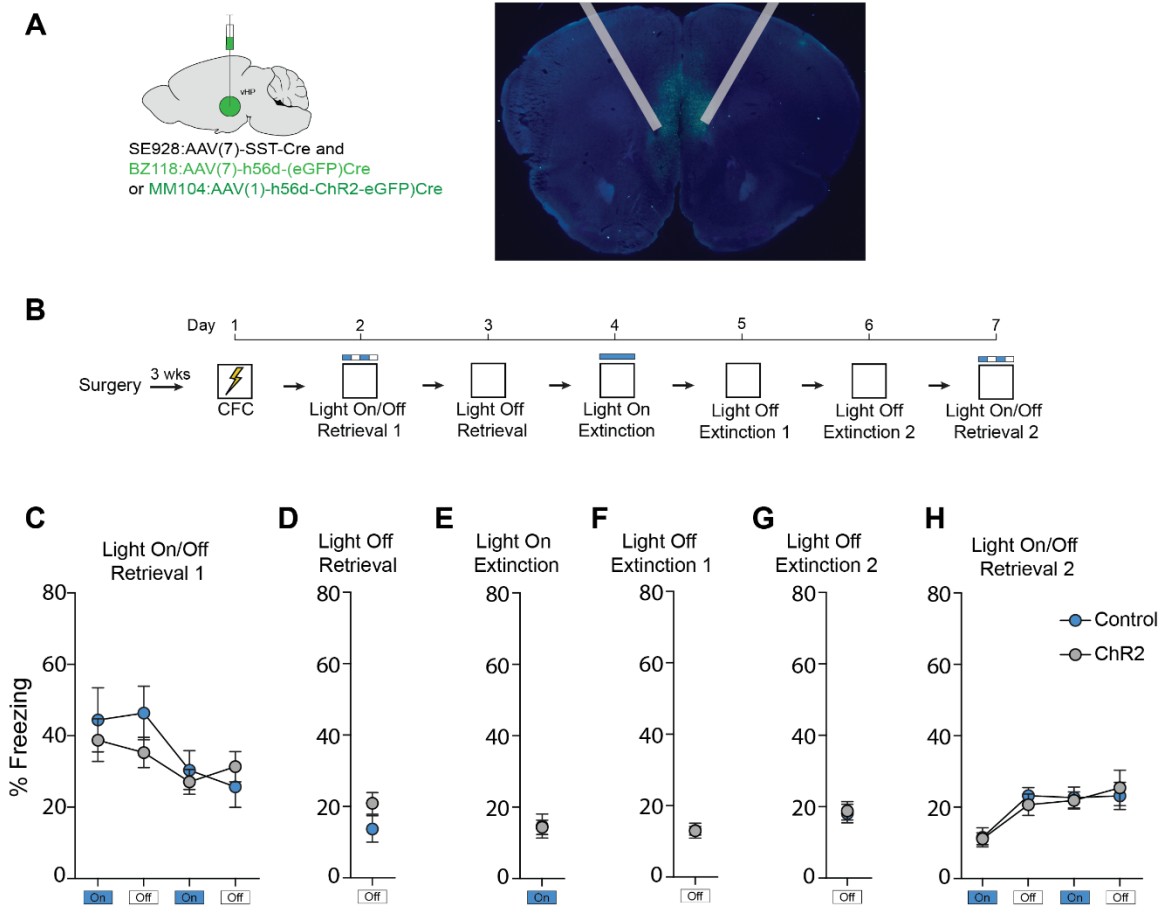 A
vHP
SE928:AAV(7)-SST-Cre and
BZ118:AAV(7)-h56d-(eGFP)Cre
or MM104:AAV(1)-h56d-ChR2-eGFP)Cre
B
Day 1 2 3 4 5 6 7
Surgery 3 wks
CFC
Light On/Off
Retrieval 1
Light Off
Retrieval
Light On
Extinction
Light Off
Extinction 1
Light Off
Extinction 2
Light On/Off
Retrieval 2
C
Light On/Off
Retrieval 1
% Freezing
80
60
40
20
0
On Off On Off
D
Light Off
Retrieval
80
60
40
20
0
Off
E
Light On
Extinction
80
60
40
20
0
On
F
Light Off
Extinction 1
80
60
40
20
0
Off
G
Light Off
Extinction 2
80
60
40
20
0
Off
H
Light On/Off
Retrieval 2
80
60
40
20
0
On Off On Off
Control
ChR2